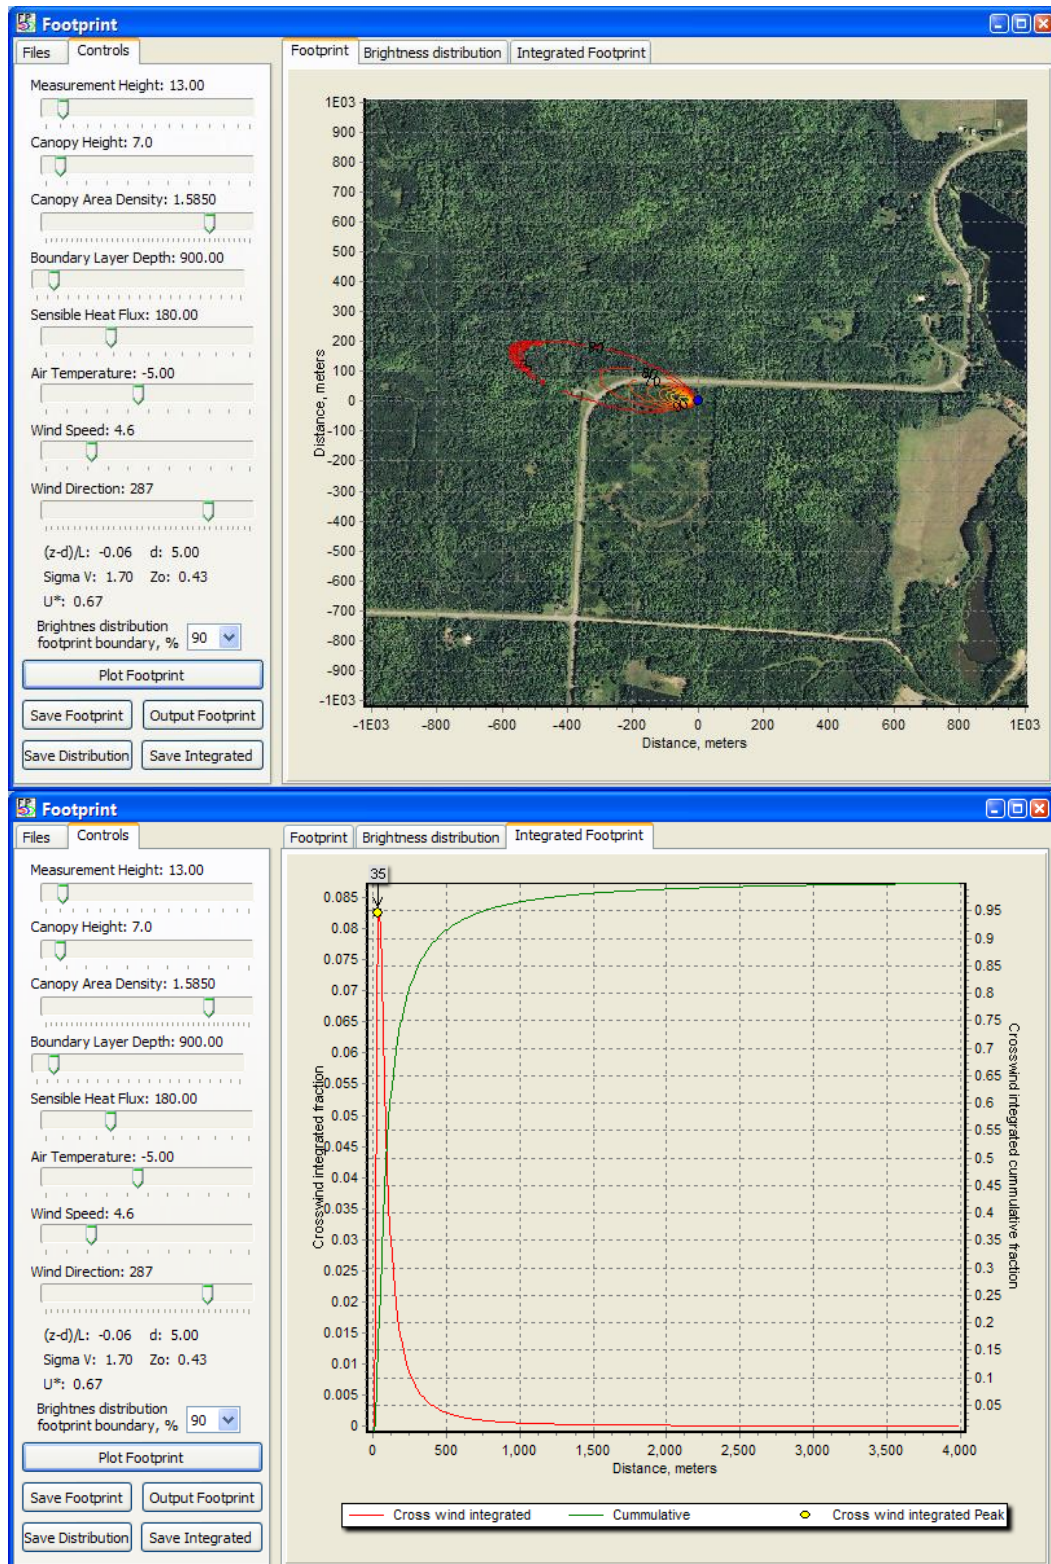 Footprint
Files Controls
Footprint Brightness distribution Integrated Footprint
Measurement Height: 13.00
Canopy Height: 7.0
Canopy Area Density: 1.5850
Boundary Layer Depth: 900.00
Sensible Heat Flux: 180.00
Air Temperature: -5.00
Wind Speed: 4.6
Wind Direction: 287
(z-d)/L: -0.06 d: 5.00
Sigma V: 1.70 Zo: 0.43
U*: 0.67
Brightnes distribution
footprint boundary, % 90
Plot Footprint
Save Footprint Output Footprint
Save Distribution Save Integrated
1E03
900
800
700
600
500
400
300
200
100
0
-100
-200
-300
-400
-500
-600
-700
-800
-900
-1E03
Distance, meters
-1E03 -800 -600 -400 -200 0 200 400 600 800 1E03
Distance, meters
Footprint
Files Controls
Footprint Brightness distribution Integrated Footprint
Measurement Height: 13.00
Canopy Height: 7.0
Canopy Area Density: 1.5850
Boundary Layer Depth: 900.00
Sensible Heat Flux: 180.00
Air Temperature: -5.00
Wind Speed: 4.6
Wind Direction: 287
(z-d)/L: -0.06 d: 5.00
Sigma V: 1.70 Zo: 0.43
U*: 0.67
Brightnes distribution
footprint boundary, % 90
Plot Footprint
Save Footprint Output Footprint
Save Distribution Save Integrated
35
0.085
0.08
0.075
0.07
0.065
0.06
0.055
0.05
0.045
0.04
0.035
0.03
0.025
0.02
0.015
0.01
0.005
0
Crosswind integrated fraction
0.95
0.9
0.85
0.8
0.75
0.7
0.65
0.6
0.55
0.5
0.45
0.4
0.35
0.3
0.25
0.2
0.15
0.1
0.05
Crosswind integrated cummulative fraction
0 500 1,000 1,500 2,000 2,500 3,000 3,500 4,000
Distance, meters
Cross wind integrated Cummulative Cross wind integrated Peak